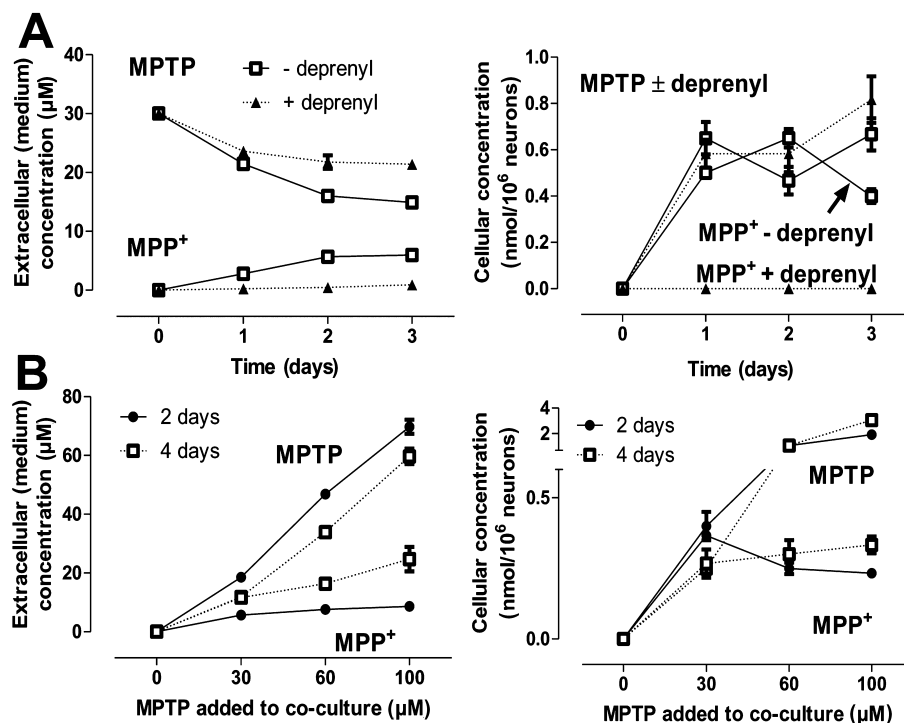 A
Extracellular (medium)
concentration (µM)
40
30
20
10
0
MPTP
- deprenyl
+ deprenyl
MPP+
0 1 2 3
Time (days)
Cellular concentration
(nmol/10⁶ neurons)
1.0
0.8
0.6
0.4
0.2
0.0
MPTP ± deprenyl
MPP+ - deprenyl
MPP+ + deprenyl
0 1 2 3
Time (days)
B
Extracellular (medium)
concentration (µM)
80
60
40
20
0
2 days
4 days
MPTP
MPP+
0 30 60 100
MPTP added to co-culture (µM)
Cellular concentration
(nmol/10⁶ neurons)
4
2
0.5
0.0
2 days
4 days
MPTP
MPP+
0 30 60 100
MPTP added to co-culture (µM)